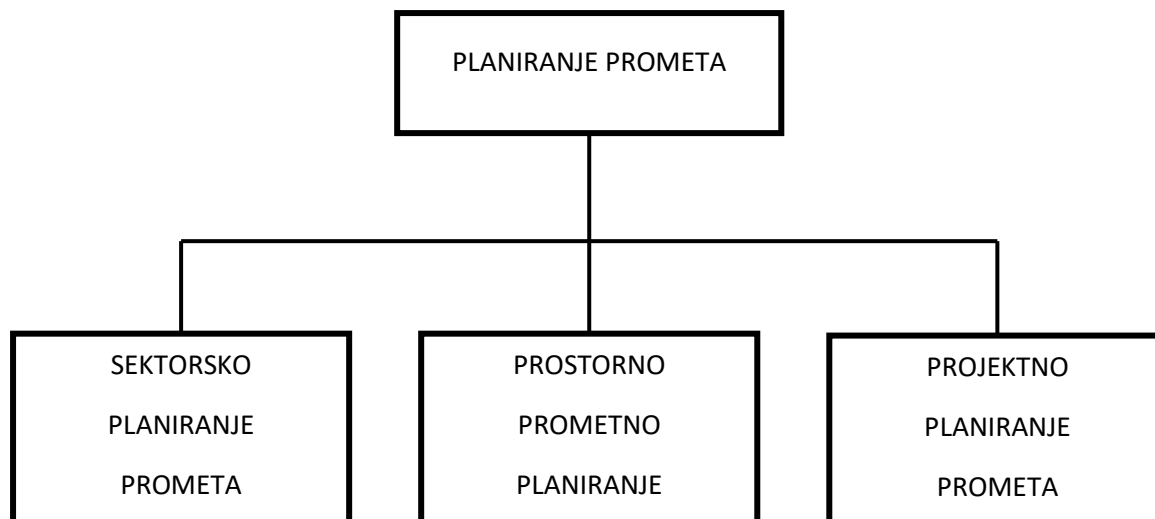 PLANIRANJE PROMETA
SEKTORSKO
PLANIRANJE
PROMETA
PROSTORNO
PROMETNO
PLANIRANJE
PROJEKTNO
PLANIRANJE
PROMETA